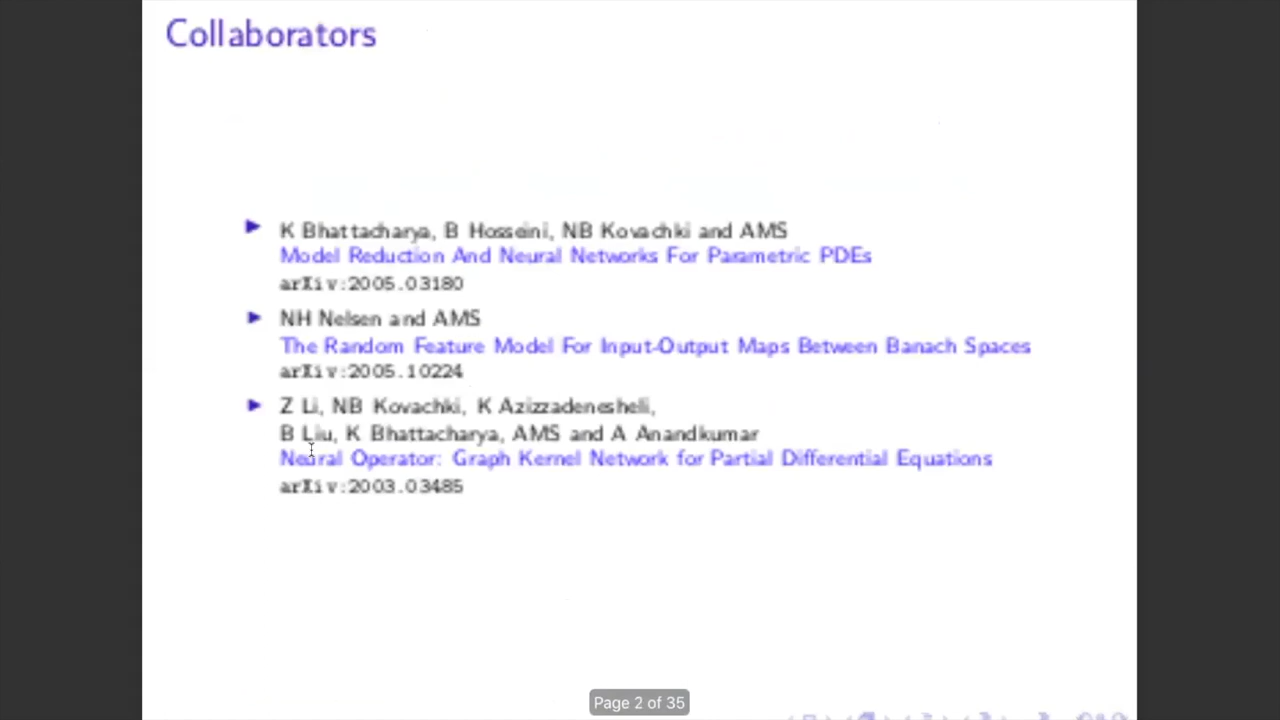 Collaborators
K Bhattacharya, B Hosseini, NB Kovachki and AMS
Model Reduction And Neural Networks For Parametric PDEs
arXiv:2005.03180
NH Nelsen and AMS
The Random Feature Model For Input-Output Maps Between Banach Spaces
arXiv:2005.10224
Z Li, NB Kovachki, K Azizzadenesheli,
B Liu, K Bhattacharya, AMS and A Anandkumar
Neural Operator: Graph Kernel Network for Partial Differential Equations
arXiv:2003.03485
Page 2 of 35